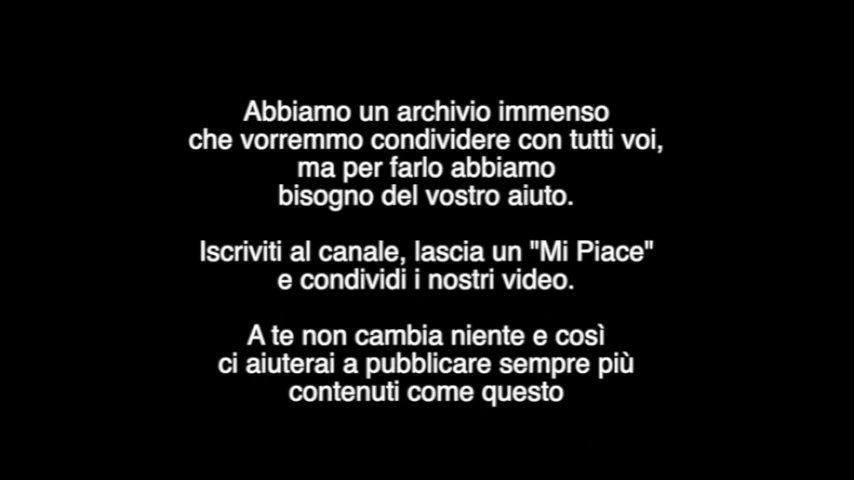 Abbiamo un archivio immenso
che vorremmo condividere con tutti voi,
ma per farlo abbiamo
bisogno del vostro aiuto.
Iscriviti al canale, lascia un "Mi Piace"
e condividi i nostri video.
A te non cambia niente e così
ci aiuterai a pubblicare sempre più
contenuti come questo